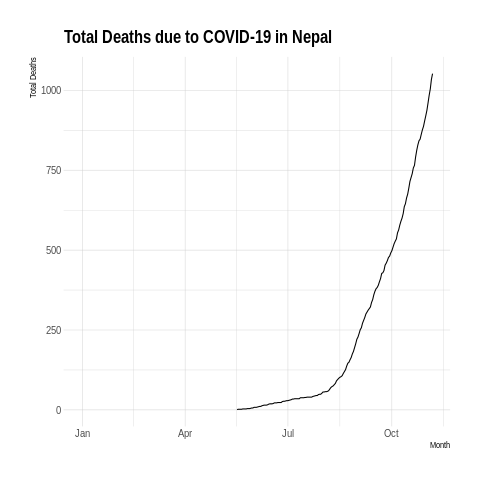 Total Deaths due to COVID-19 in Nepal
Total Deaths
1000
750
500
250
0
Jan Apr Jul Oct
Month